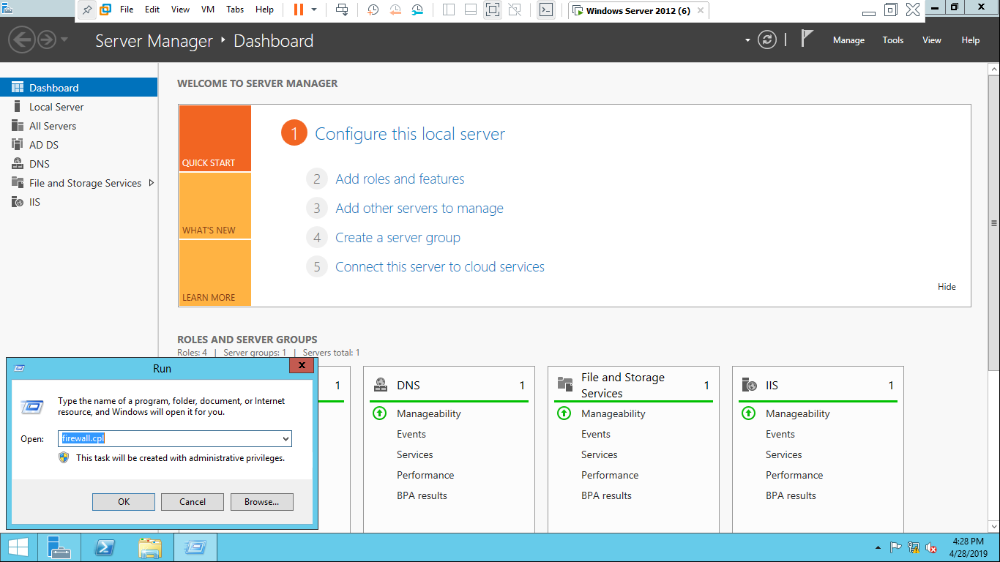 File Edit View VM Tabs Help Windows Server 2012 (6)
Server Manager Dashboard Manage Tools View Help
Dashboard
Local Server
All Servers
AD DS
DNS
File and Storage Services
IIS
WELCOME TO SERVER MANAGER
QUICK START
WHAT'S NEW
LEARN MORE
1 Configure this local server
2 Add roles and features
3 Add other servers to manage
4 Create a server group
5 Connect this server to cloud services
Hide
ROLES AND SERVER GROUPS
Roles: 4 | Server groups: 1 | Servers total: 1
1
DNS 1
Manageability
Events
Services
Performance
BPA results
File and Storage
Services 1
Manageability
Events
Services
Performance
BPA results
IIS 1
Manageability
Events
Services
Performance
BPA results
Run
Type the name of a program, folder, document, or Internet
resource, and Windows will open it for you.
Open: firewall.cpl
This task will be created with administrative privileges.
OK Cancel Browse...
4:28 PM
4/28/2019